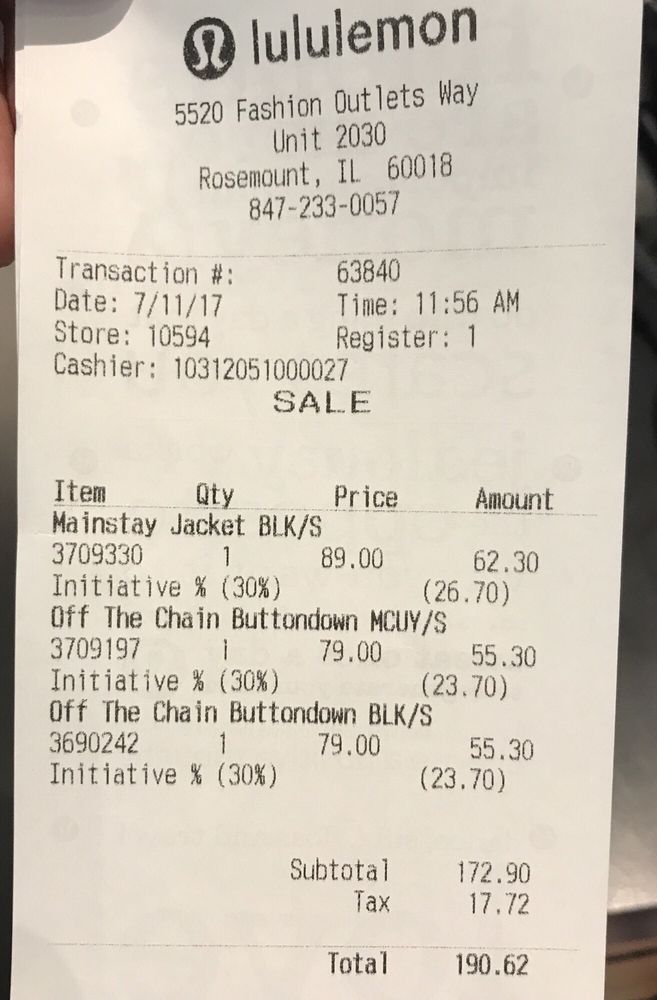 lululemon
5520 Fashion Outlets Way
Unit 2030
Rosemount, IL 60018
847-233-0057
Transaction #: 63840
Date: 7/11/17 Time: 11:56 AM
Store: 10594 Register: 1
Cashier: 10312051000027
SALE
Item Qty Price Amount
Mainstay Jacket BLK/S
3709330 1 89.00 62.30
Initiative % (30%) (26.70)
Off The Chain Buttondown MCUY/S
3709197 1 79.00 55.30
Initiative % (30%) (23.70)
Off The Chain Buttondown BLK/S
3690242 1 79.00 55.30
Initiative % (30%) (23.70)
Subtotal 172.90
Tax 17.72
Total 190.62